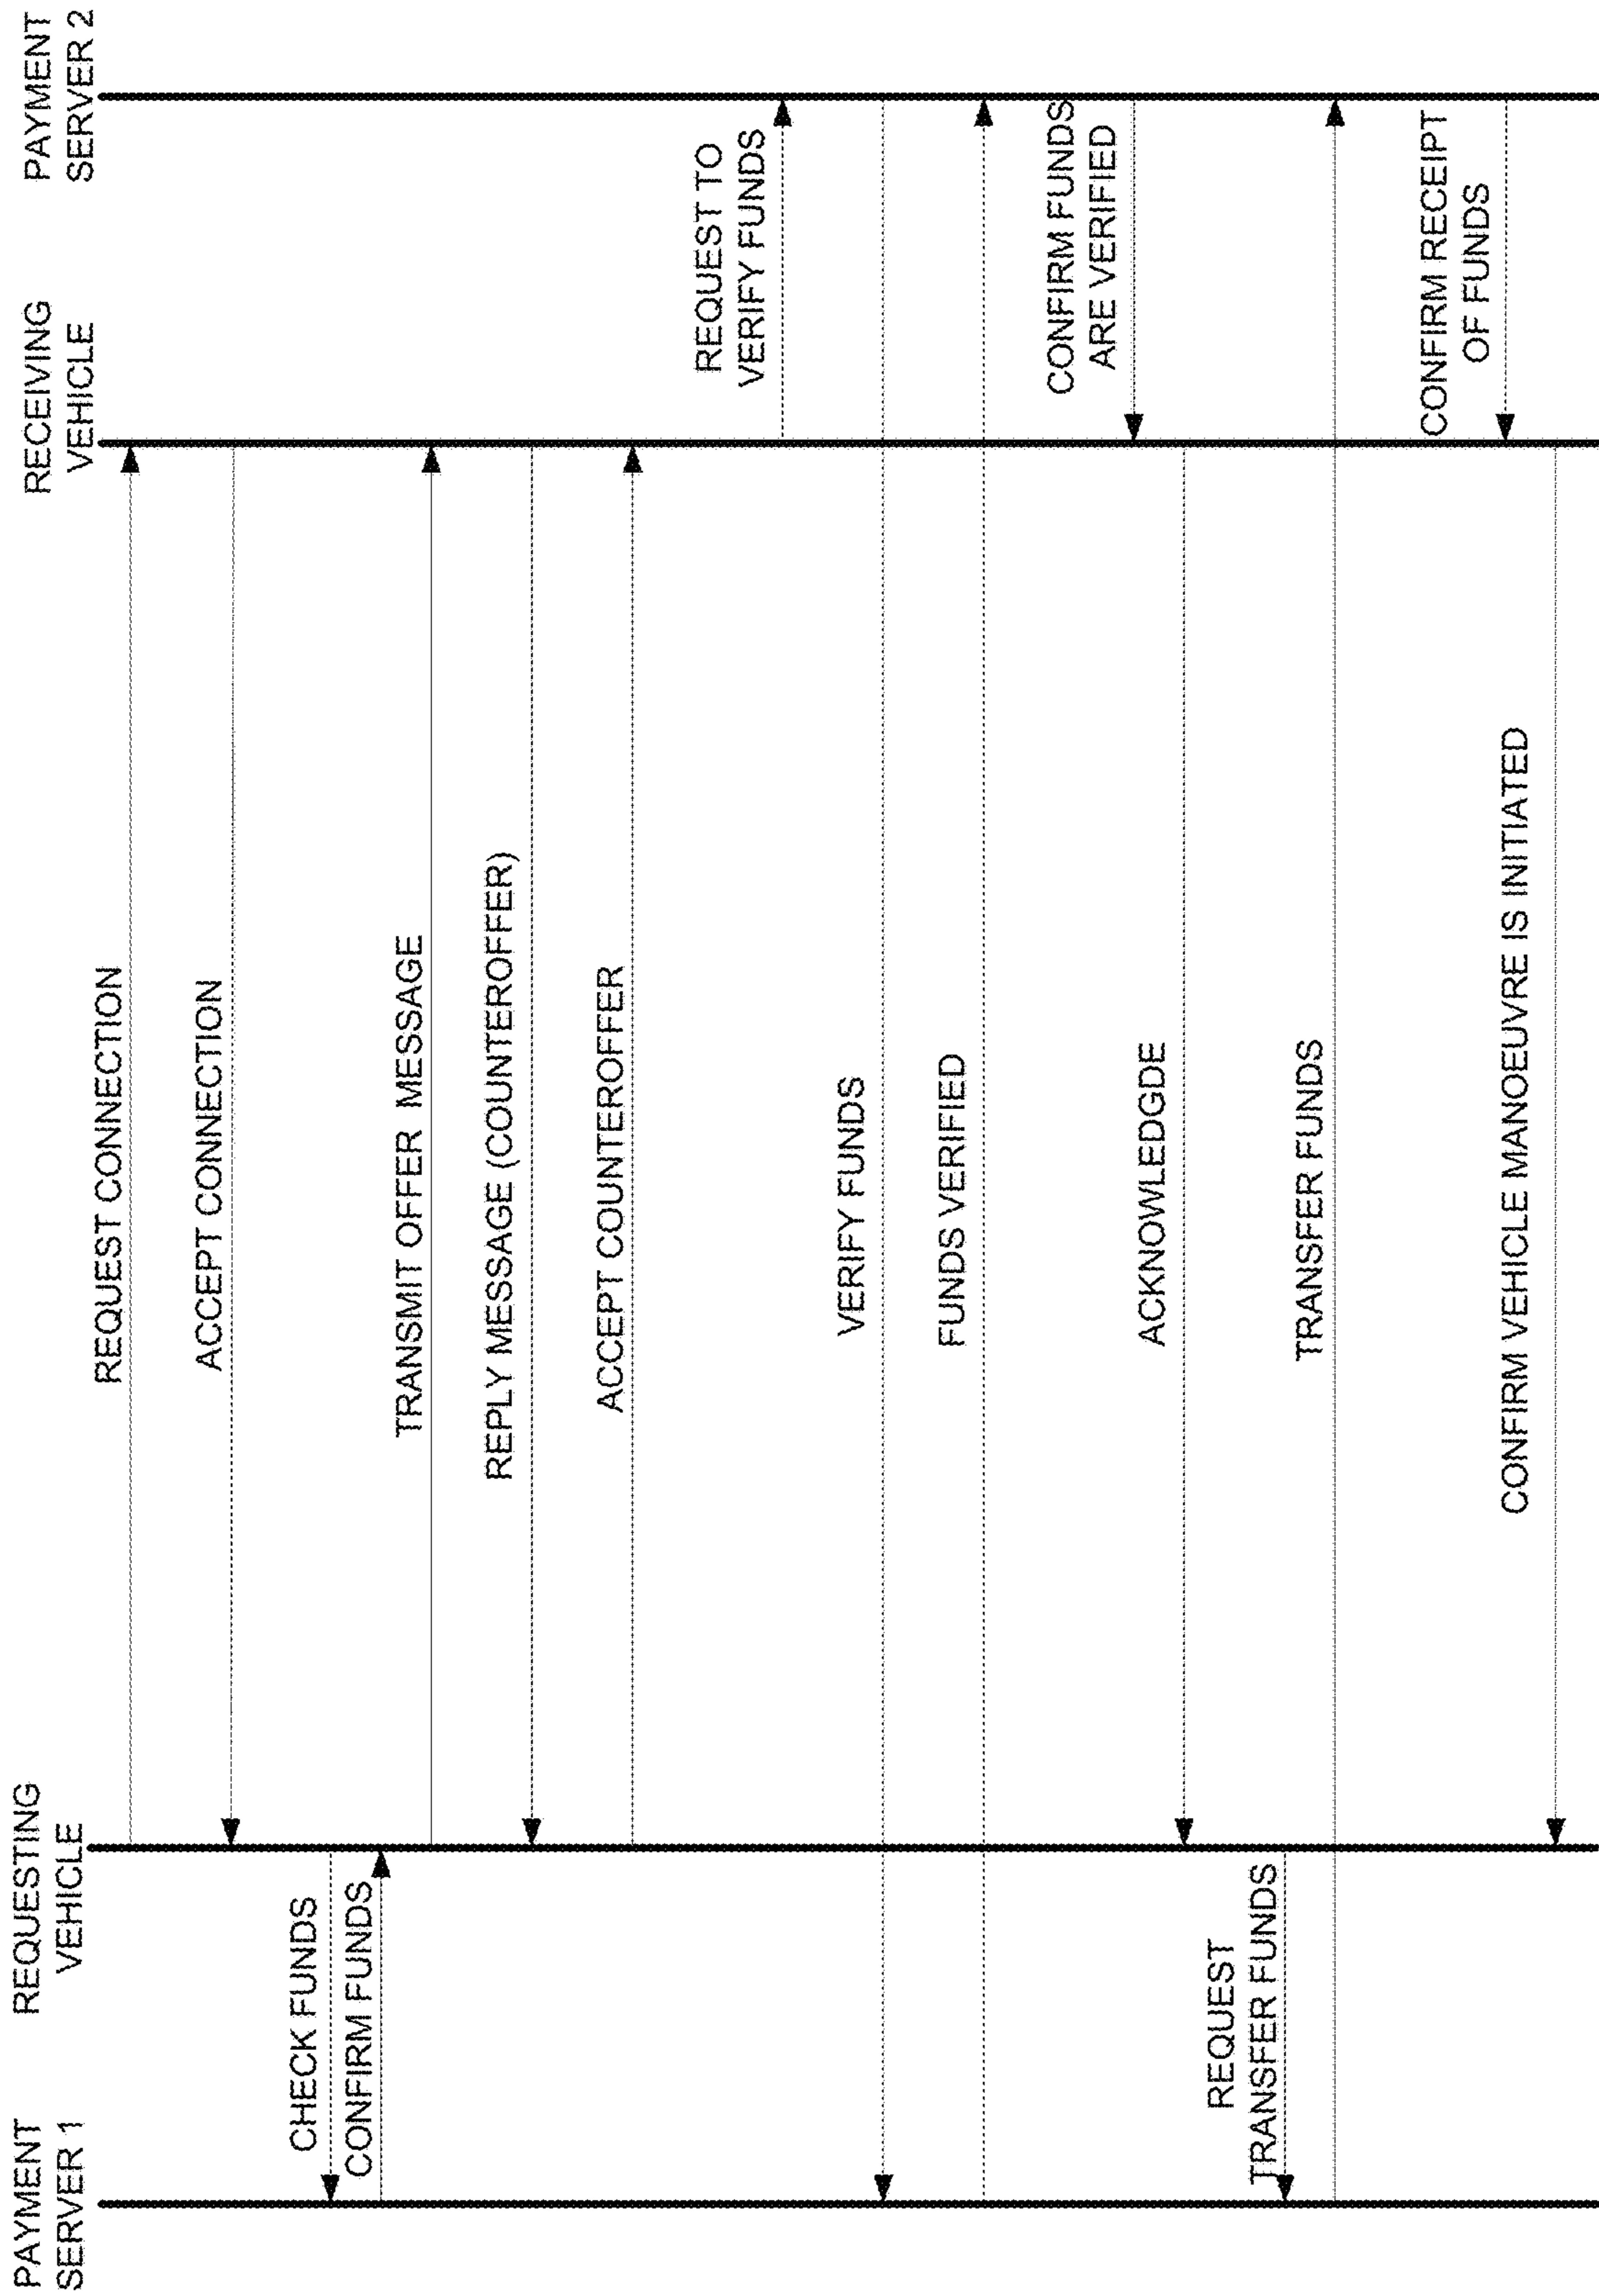 PAYMENT
SERVER 1
REQUESTING
VEHICLE
RECEIVING
VEHICLE
PAYMENT
SERVER 2
REQUEST CONNECTION
ACCEPT CONNECTION
CHECK FUNDS
CONFIRM FUNDS
TRANSMIT OFFER MESSAGE
REPLY MESSAGE (COUNTEROFFER)
ACCEPT COUNTEROFFER
REQUEST TO
VERIFY FUNDS
VERIFY FUNDS
FUNDS VERIFIED
CONFIRM FUNDS
ARE VERIFIED
ACKNOWLEDGDE
REQUEST
TRANSFER FUNDS
TRANSFER FUNDS
CONFIRM RECEIPT
OF FUNDS
CONFIRM VEHICLE MANOEUVRE IS INITIATED